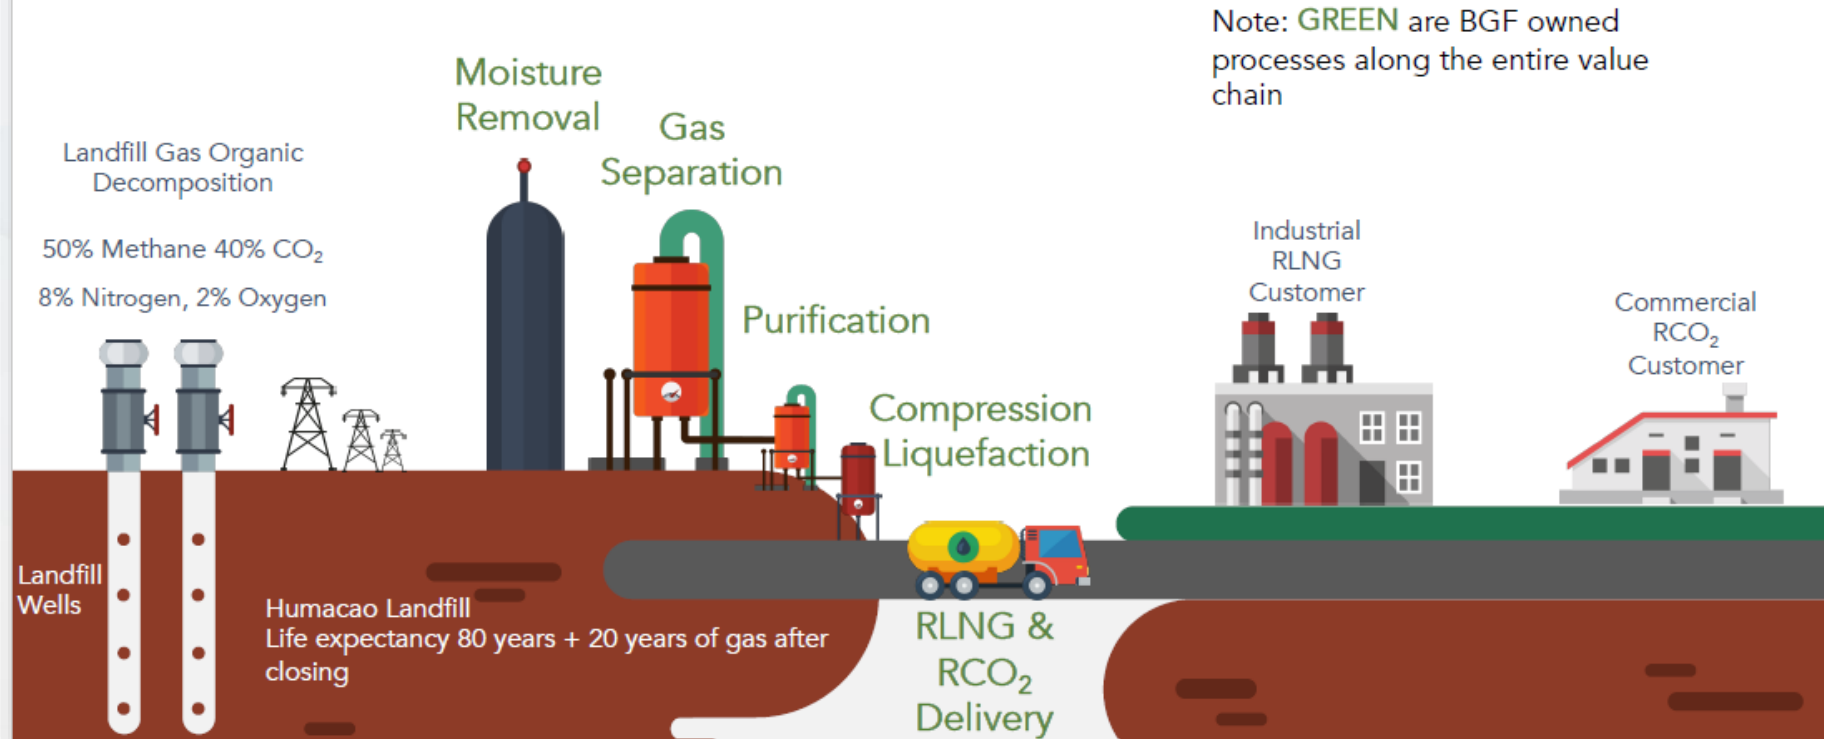 Note: GREEN are BGF owned
processes along the entire value
chain
Moisture
Removal
Gas
Separation
Landfill Gas Organic
Decomposition
50% Methane 40% CO₂
8% Nitrogen, 2% Oxygen
Purification
Compression
Liquefaction
Industrial
RLNG
Customer
Commercial
RCO₂
Customer
Landfill
Wells
Humacao Landfill
Life expectancy 80 years + 20 years of gas after
closing
RLNG &
RCO₂
Delivery